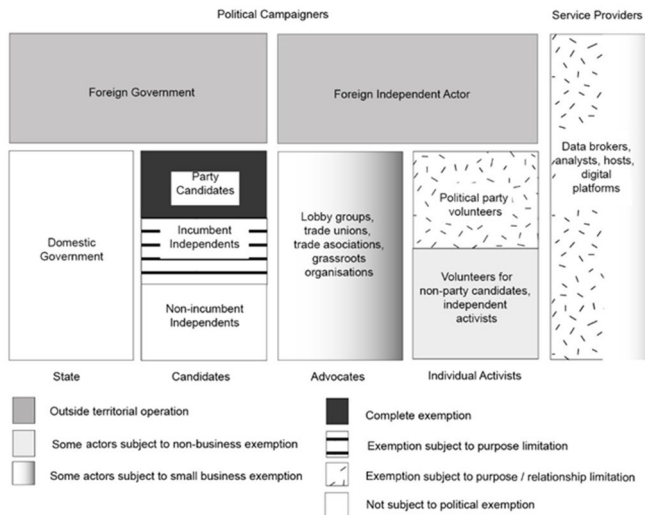 Political Campaigners
Service Providers
Foreign Government
Foreign Independent Actor
Data brokers,
analysts, hosts,
digital
platforms
Domestic
Government
Party
Candidates
Incumbent
Independents
Non-incumbent
Independents
Lobby groups,
trade unions,
trade asociations,
grassroots
organisations
Political party
volunteers
Volunteers for
non-party candidates,
independent
activists
State
Candidates
Advocates
Individual Activists
Outside territorial operation
Some actors subject to non-business exemption
Some actors subject to small business exemption
Complete exemption
Exemption subject to purpose limitation
Exemption subject to purpose / relationship limitation
Not subject to political exemption